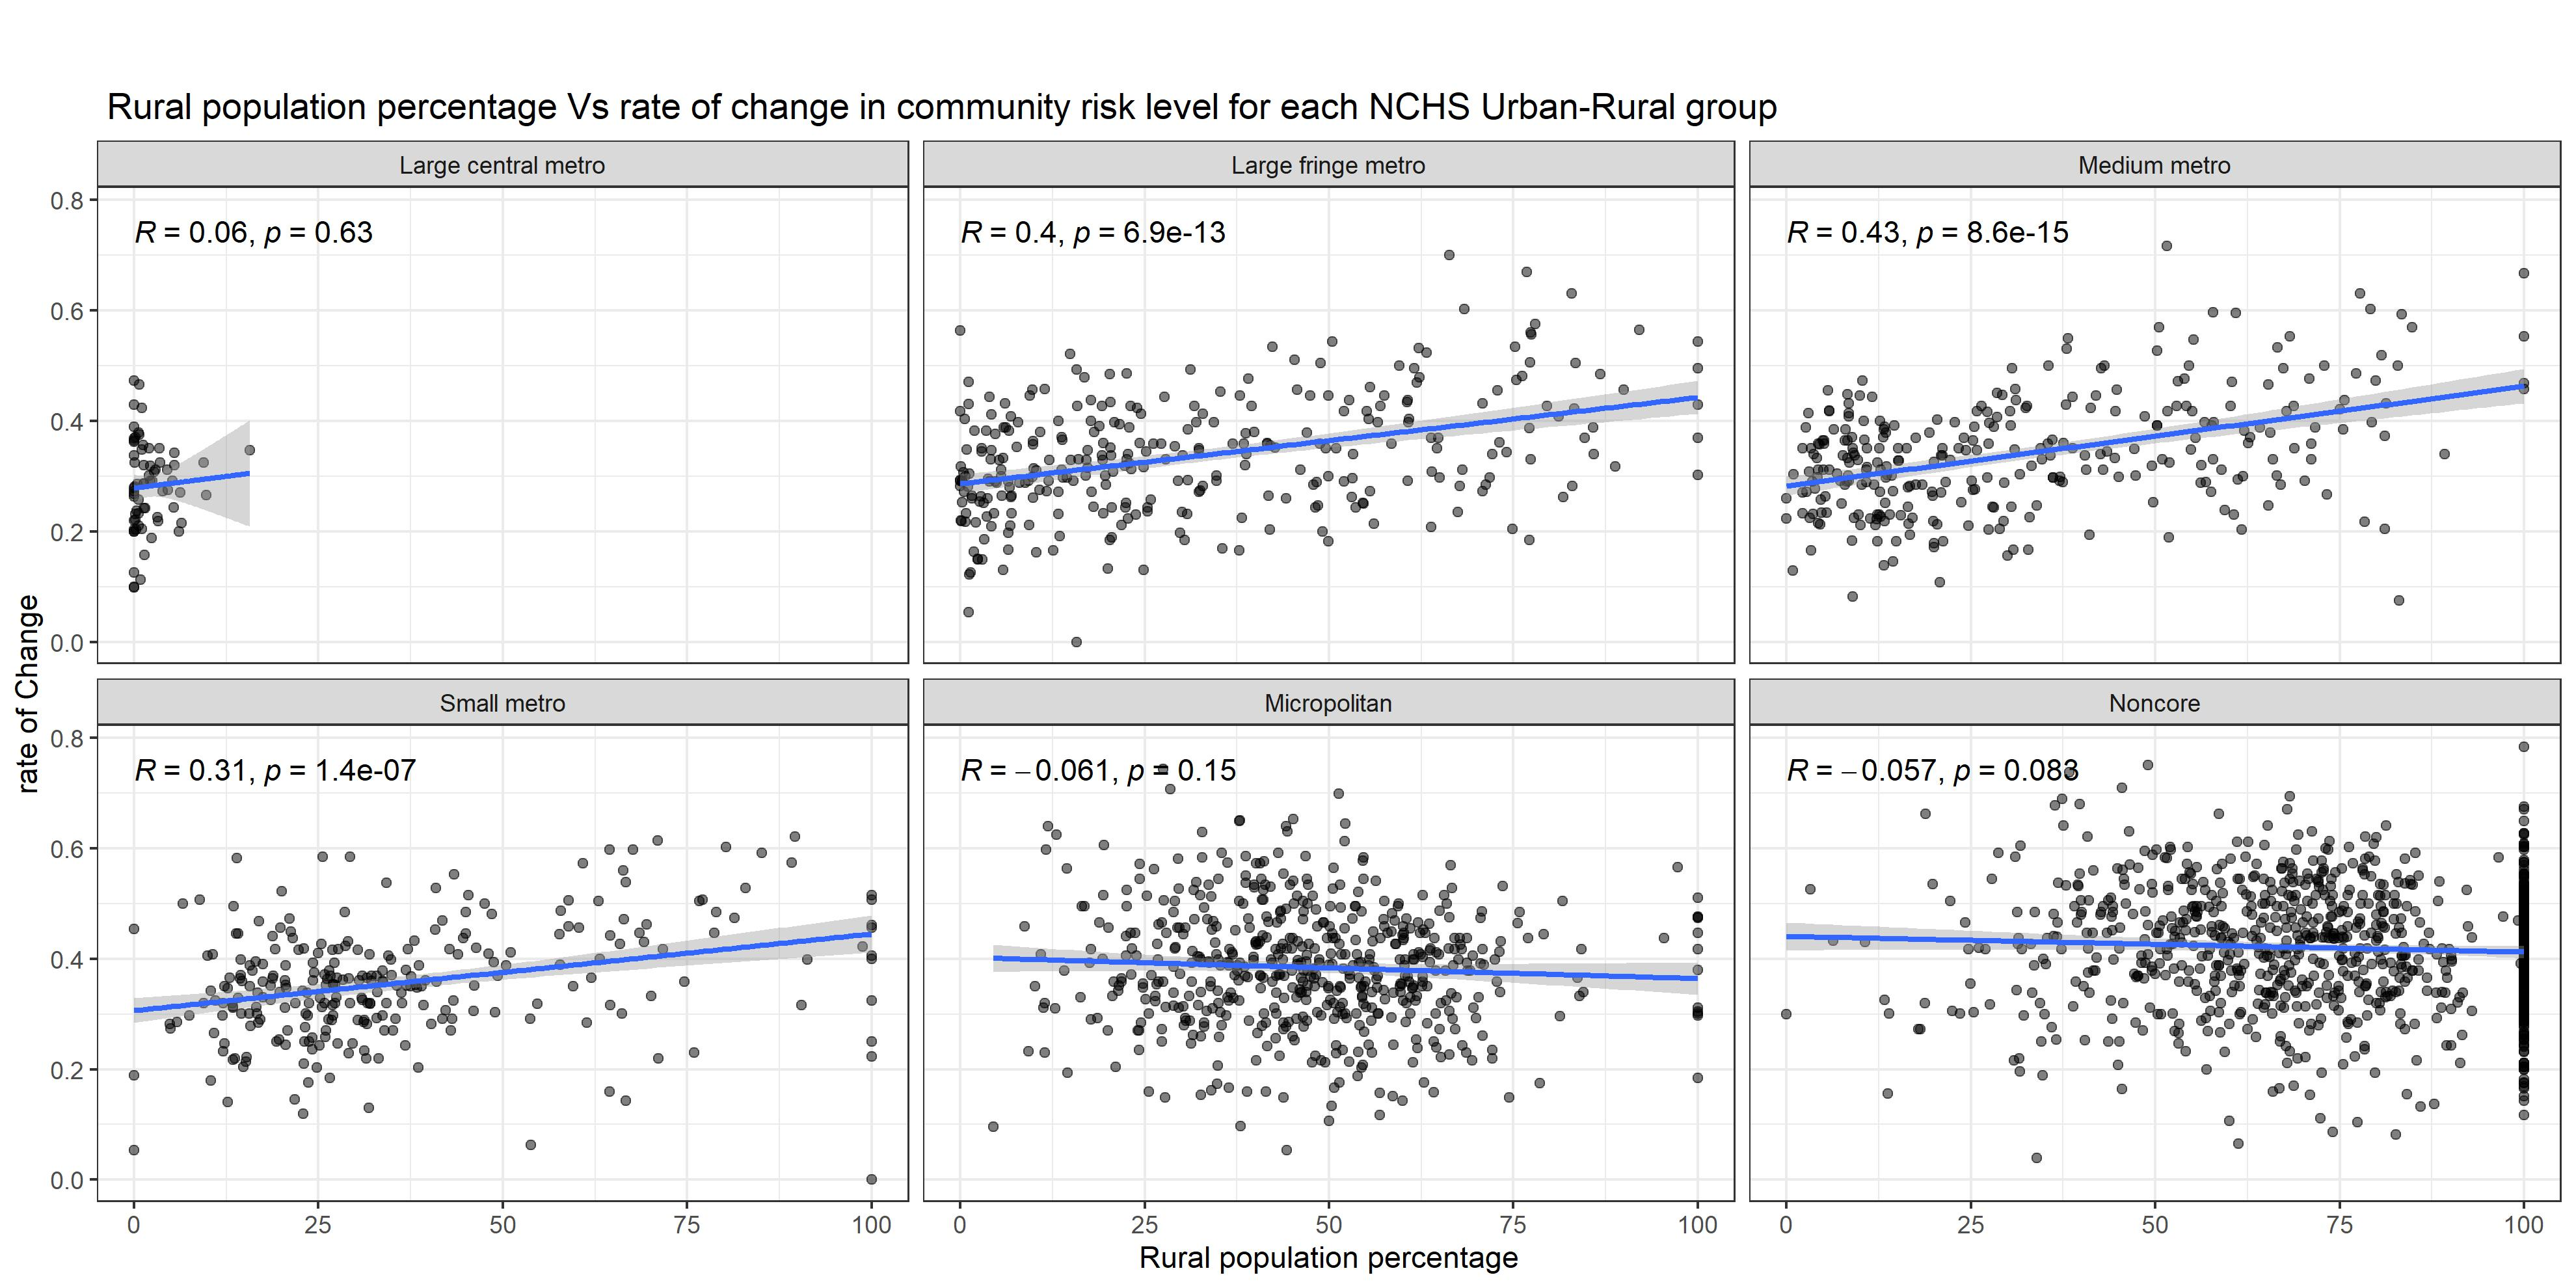 Rural population percentage Vs rate of change in community risk level for each NCHS Urban-Rural group
Large central metro
Large fringe metro
Medium metro
R = 0.06, p = 0.63
R = 0.4, p = 6.9e-13
R = 0.43, p = 8.6e-15
0.8
0.6
0.4
0.2
0.0
rate of Change
Small metro
Micropolitan
Noncore
R = 0.31, p = 1.4e-07
R = −0.061, p = 0.15
R = −0.057, p = 0.083
0.8
0.6
0.4
0.2
0.0
0 25 50 75 100
0 25 50 75 100
0 25 50 75 100
Rural population percentage